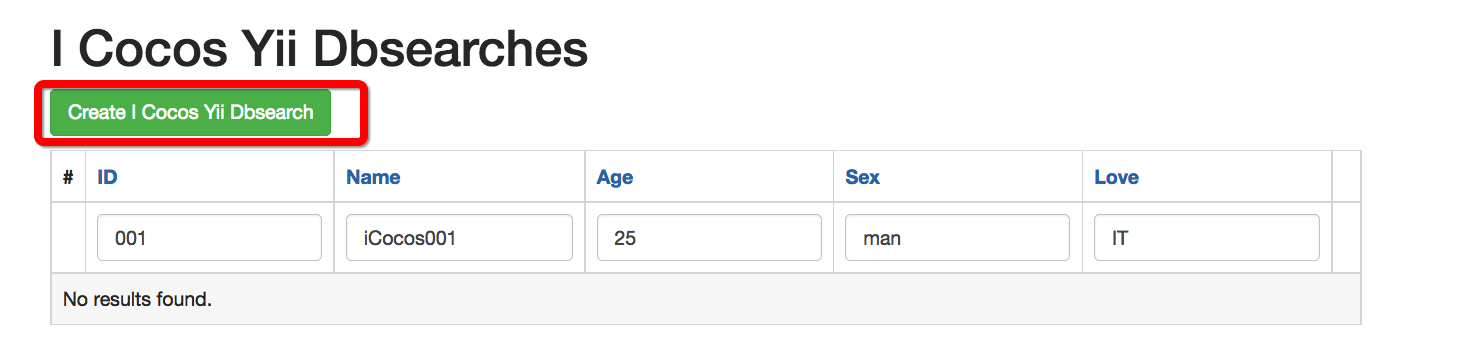 I Cocos Yii Dbsearches
Create I Cocos Yii Dbsearch
# ID Name Age Sex Love
001 iCocos001 25 man IT
No results found.